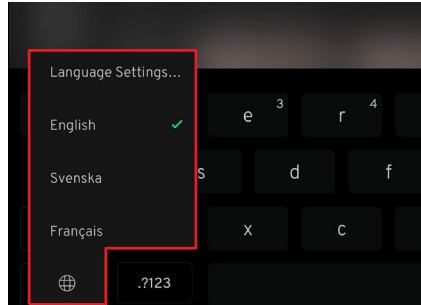 Language Settings...
English
Svenska
Français
e 3 r 4
s d f
x c
.?123